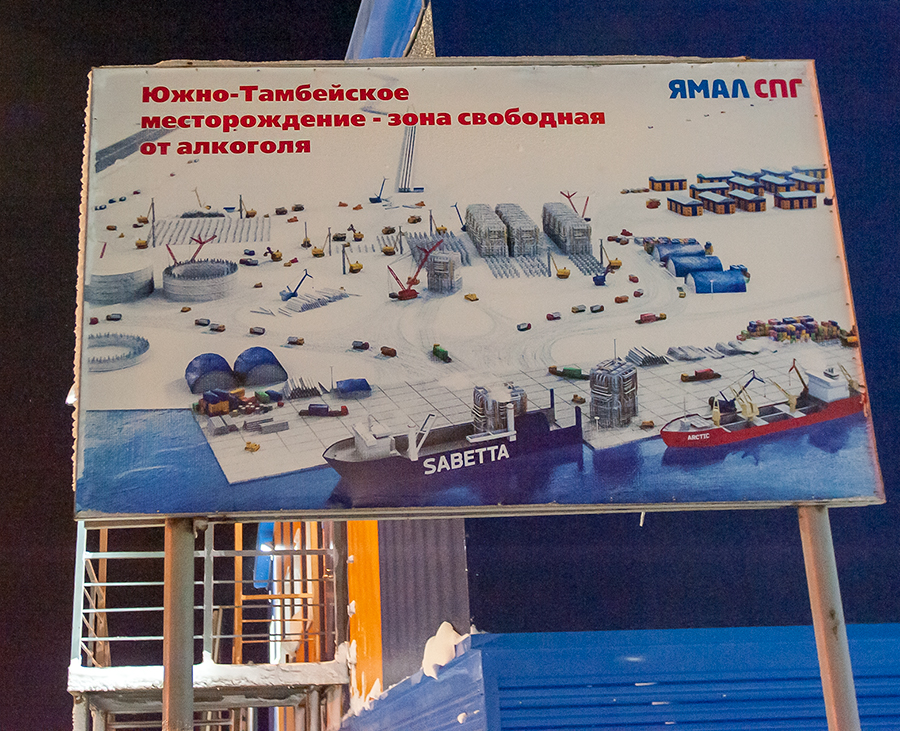 Южно-Тамбейское
месторождение - зона свободная
от алкоголя
ЯМАЛ СПГ
SABETTA
ARCTIC